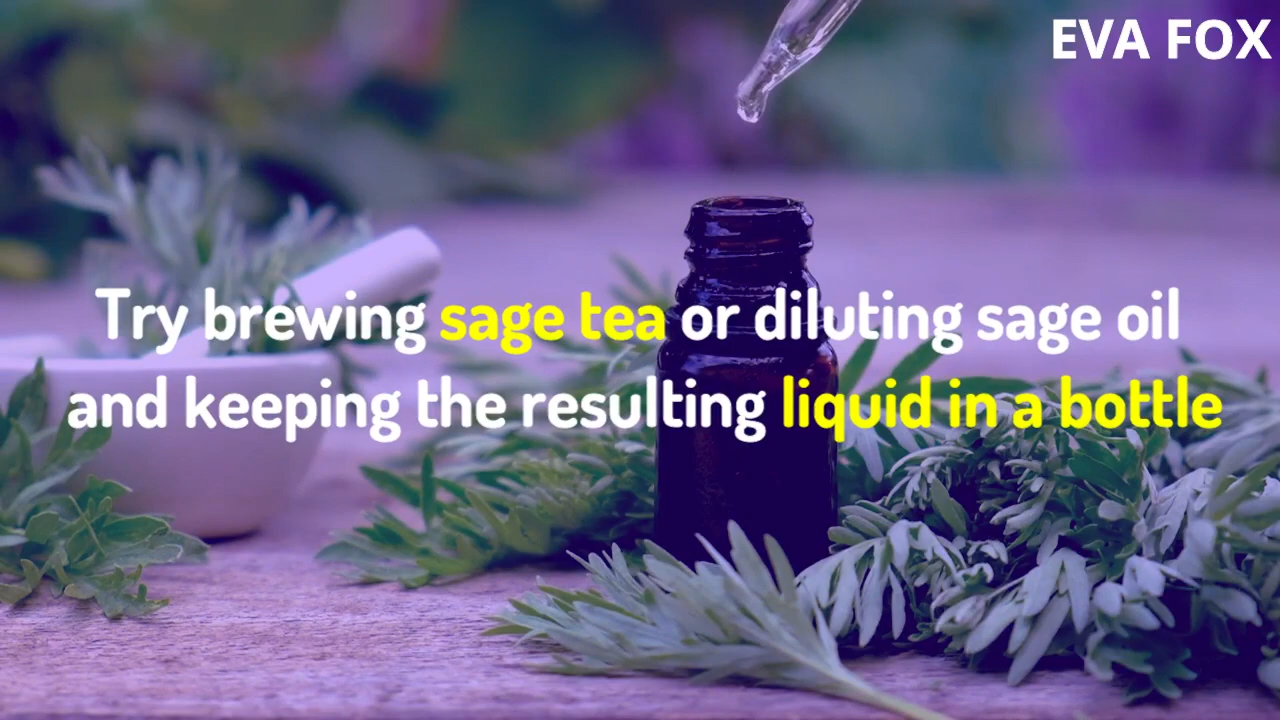 EVA FOX
Try brewing sage tea or diluting sage oil
and keeping the resulting liquid in a bottle